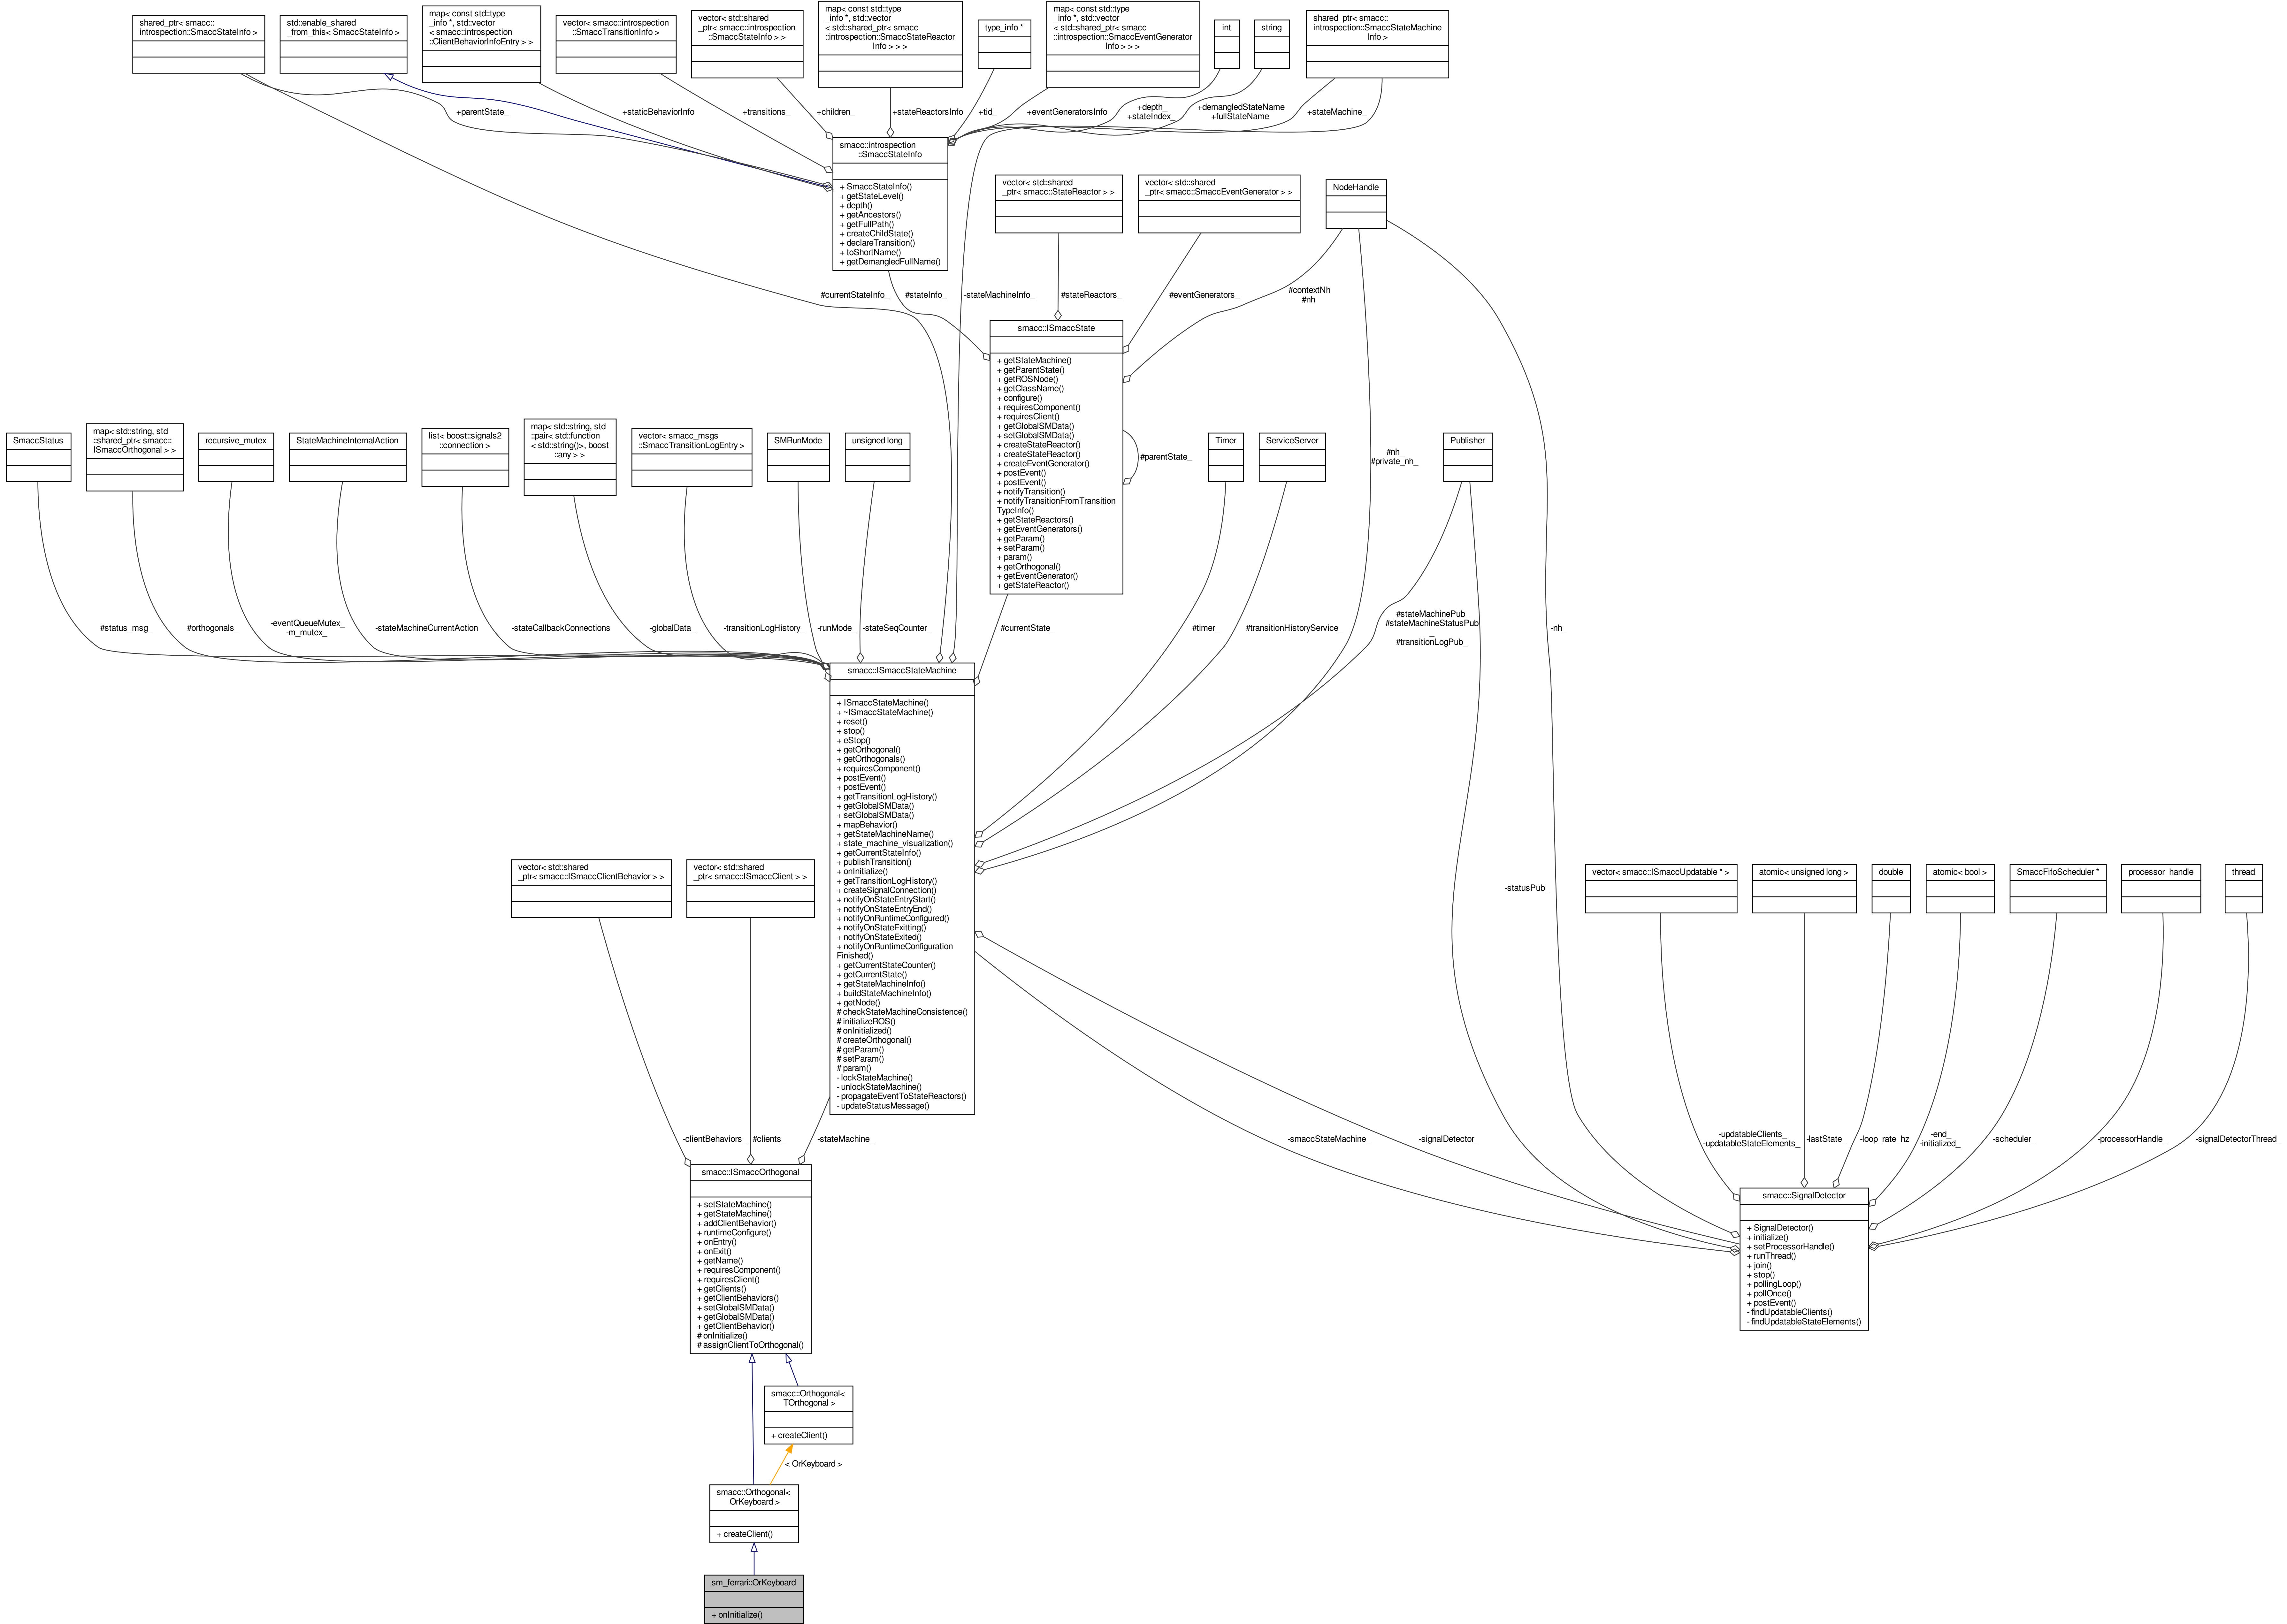 shared_ptr< smacc::
introspection::SmaccStateInfo >
std::enable_shared
_from_this< SmaccStateInfo >
map< const std::type
_info *, std::vector
< smacc::introspection
::ClientBehaviorInfoEntry > >
vector< smacc::introspection
::SmaccTransitionInfo >
vector< std::shared
_ptr< smacc::introspection
::SmaccStateInfo > >
map< const std::type
_info *, std::vector
< std::shared_ptr< smacc
::introspection::SmaccStateReactor
Info > > >
type_info *
map< const std::type
_info *, std::vector
< std::shared_ptr< smacc
::introspection::SmaccEventGenerator
Info > > >
int
string
shared_ptr< smacc::
introspection::SmaccStateMachine
Info >
+parentState_
+staticBehaviorInfo
+transitions_
+children_
+stateReactorsInfo
+tid_
+eventGeneratorsInfo
+depth_
+stateIndex_
+demangledStateName
+fullStateName
+stateMachine_
smacc::introspection
::SmaccStateInfo
+ SmaccStateInfo()
+ getStateLevel()
+ depth()
+ getAncestors()
+ getFullPath()
+ createChildState()
+ declareTransition()
+ toShortName()
+ getDemangledFullName()
vector< std::shared
_ptr< smacc::StateReactor > >
vector< std::shared
_ptr< smacc::SmaccEventGenerator > >
NodeHandle
#currentStateInfo_
#stateInfo_
-stateMachineInfo_
#stateReactors_
#eventGenerators_
#contextNh
#nh
smacc::ISmaccState
+ getStateMachine()
+ getParentState()
+ getROSNode()
+ getClassName()
+ configure()
+ requiresComponent()
+ requiresClient()
+ getGlobalSMData()
+ setGlobalSMData()
+ createStateReactor()
+ createStateReactor()
+ createEventGenerator()
+ postEvent()
+ postEvent()
+ notifyTransition()
+ notifyTransitionFromTransition
TypeInfo()
+ getStateReactors()
+ getEventGenerators()
+ getParam()
+ setParam()
+ param()
+ getOrthogonal()
+ getEventGenerator()
+ getStateReactor()
#parentState_
#nh_
#private_nh_
SmaccStatus
map< std::string, std
::shared_ptr< smacc::
ISmaccOrthogonal > >
recursive_mutex
StateMachineInternalAction
list< boost::signals2
::connection >
map< std::string, std
::pair< std::function
< std::string()>, boost
::any > >
vector< smacc_msgs
::SmaccTransitionLogEntry >
SMRunMode
unsigned long
Timer
ServiceServer
Publisher
#status_msg_
#orthogonals_
-eventQueueMutex_
-m_mutex_
-stateMachineCurrentAction
-stateCallbackConnections
-globalData_
-transitionLogHistory_
-runMode_
-stateSeqCounter_
#currentState_
#timer_
#transitionHistoryService_
#stateMachinePub_
#stateMachineStatusPub
_
#transitionLogPub_
-nh_
smacc::ISmaccStateMachine
+ ISmaccStateMachine()
+ ~ISmaccStateMachine()
+ reset()
+ stop()
+ eStop()
+ getOrthogonal()
+ getOrthogonals()
+ requiresComponent()
+ postEvent()
+ postEvent()
+ getTransitionLogHistory()
+ getGlobalSMData()
+ setGlobalSMData()
+ mapBehavior()
+ getStateMachineName()
+ state_machine_visualization()
+ getCurrentStateInfo()
+ publishTransition()
+ onInitialize()
+ getTransitionLogHistory()
+ createSignalConnection()
+ notifyOnStateEntryStart()
+ notifyOnStateEntryEnd()
+ notifyOnRuntimeConfigured()
+ notifyOnStateExitting()
+ notifyOnStateExited()
+ notifyOnRuntimeConfiguration
Finished()
+ getCurrentStateCounter()
+ getCurrentState()
+ getStateMachineInfo()
+ buildStateMachineInfo()
+ getNode()
# checkStateMachineConsistence()
# initializeROS()
# onInitialized()
# createOrthogonal()
# getParam()
# setParam()
# param()
- lockStateMachine()
- unlockStateMachine()
- propagateEventToStateReactors()
- updateStatusMessage()
vector< std::shared
_ptr< smacc::ISmaccClientBehavior > >
vector< std::shared
_ptr< smacc::ISmaccClient > >
-statusPub_
vector< smacc::ISmaccUpdatable * >
atomic< unsigned long >
double
atomic< bool >
SmaccFifoScheduler *
processor_handle
thread
-clientBehaviors_
#clients_
-stateMachine_
-smaccStateMachine_
-signalDetector_
-updatableClients_
-updatableStateElements_
-lastState_
-loop_rate_hz
-end_
-initialized_
-scheduler_
-processorHandle_
-signalDetectorThread_
smacc::ISmaccOrthogonal
+ setStateMachine()
+ getStateMachine()
+ addClientBehavior()
+ runtimeConfigure()
+ onEntry()
+ onExit()
+ getName()
+ requiresComponent()
+ requiresClient()
+ getClients()
+ getClientBehaviors()
+ setGlobalSMData()
+ getGlobalSMData()
+ getClientBehavior()
# onInitialize()
# assignClientToOrthogonal()
smacc::SignalDetector
+ SignalDetector()
+ initialize()
+ setProcessorHandle()
+ runThread()
+ join()
+ stop()
+ pollingLoop()
+ pollOnce()
+ postEvent()
- findUpdatableClients()
- findUpdatableStateElements()
smacc::Orthogonal<
TOrthogonal >
+ createClient()
< OrKeyboard >
smacc::Orthogonal<
OrKeyboard >
+ createClient()
sm_ferrari::OrKeyboard
+ onInitialize()